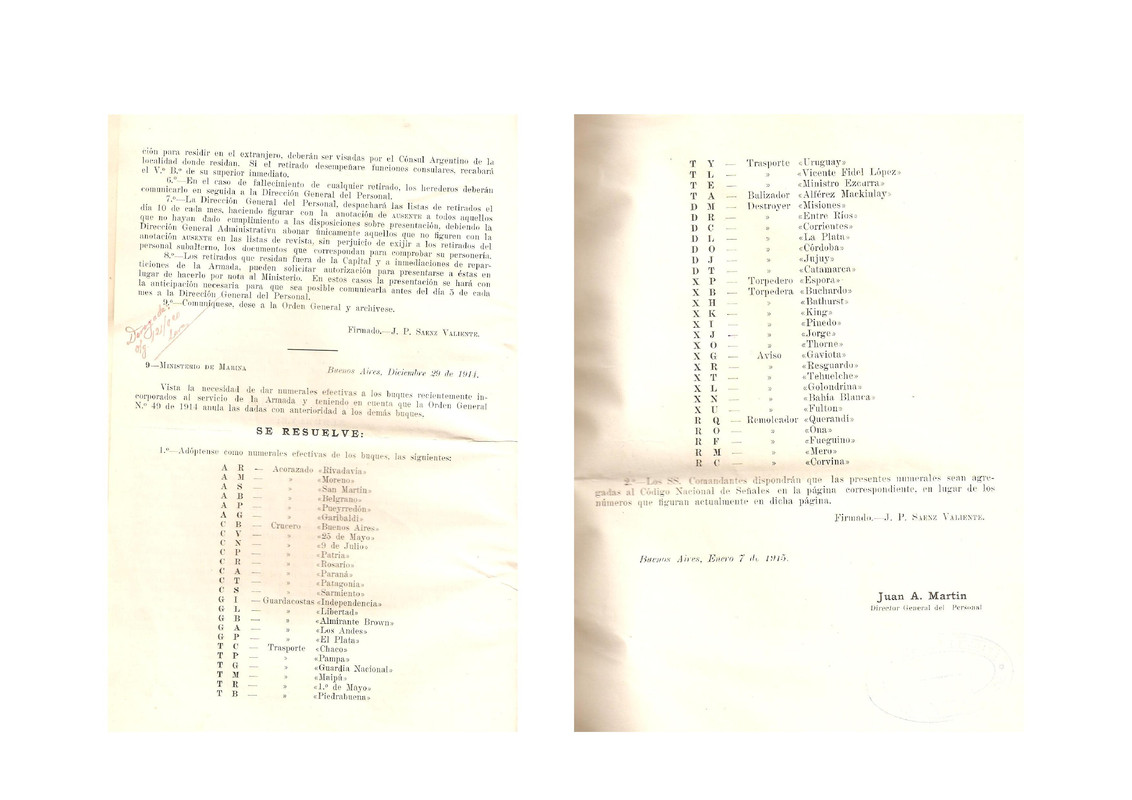 ción para residir en el extranjero, deberán ser visadas por el Cónsul Argentino de la
localidad donde residan. Si el retirado desempeñare funciones consulares, recabará
el V.º B.º de su superior inmediato.
6.º—En el caso de fallecimiento de cualquier retirado, los herederos deberán
comunicarlo en seguida a la Dirección General del Personal.
7.º—La Dirección General del Personal, despachará las listas de retirados el
día 10 de cada mes, haciendo figurar con la anotación de AUSENTE a todos aquellos
que no hayan dado cumplimiento a las disposiciones sobre presentación, debiendo la
Dirección General Administrativa abonar únicamente aquellos que no figuren con la
anotación AUSENTE en las listas de revista, sin perjuicio de exijir a los retirados del
personal subalterno, los documentos que correspondan para comprobar su personería.
8.º—Los retirados que residan fuera de la Capital y a inmediaciones de repar-
ticiones de la Armada, pueden solicitar autorización para presentarse a éstas en
lugar de hacerlo por nota al Ministerio. En estos casos la presentación se hará con
la anticipación necesaria para que sea posible comunicarla antes del día 5 de cada
mes a la Dirección General del Personal.
9.º—Comuníquese, dese a la Orden General y archívese.
Firmado.—J. P. SAENZ VALIENTE.
9—MINISTERIO DE MARINA
Buenos Aires, Diciembre 29 de 1914.
Vista la necesidad de dar numerales efectivas a los buques recientemente in-
corporados al servicio de la Armada y teniendo en cuenta que la Orden General
N.º 49 de 1914 anula las dadas con anterioridad a los demás buques,
SE RESUELVE:
1.º—Adóptense como numerales efectivas de los buques, las siguientes:
A R — Acorazado «Rivadavia»
A M — » «Moreno»
A S — » «San Martin»
A B — » «Belgrano»
A P — » «Pueyrredón»
A G — » «Garibaldi»
C B — Crucero «Buenos Aires»
C V — » «25 de Mayo»
C N — » «9 de Julio»
C P — » «Patria»
C R — » «Rosario»
C A — » «Paraná»
C T — » «Patagonia»
C S — » «Sarmiento»
G I — Guardacostas «Independencia»
G L — » «Libertad»
G B — » «Almirante Brown»
G A — » «Los Andes»
G P — » «El Plata»
T C — Trasporte «Chaco»
T P — » «Pampa»
T G — » «Guardia Nacional»
T M — » «Maipú»
T R — » «1.º de Mayo»
T B — » «Piedrabuena»
T Y — Trasporte «Uruguay»
T L — » «Vicente Fidel López»
T E — » «Ministro Ezcurra»
T A — Balizador «Alférez Mackinlay»
D M — Destroyer «Misiones»
D R — » «Entre Rios»
D C — » «Corrientes»
D L — » «La Plata»
D O — » «Córdoba»
D J — » «Jujuy»
D T — » «Catamarca»
X P — Torpedero «Espora»
X B — Torpedera «Buchardo»
X H — » «Bathurst»
X K — » «King»
X I — » «Pinedo»
X J — » «Jorge»
X O — » «Thorne»
X G — Aviso «Gaviota»
X R — » «Resguardo»
X T — » «Tehuelche»
X L — » «Golondrina»
X N — » «Bahia Blanca»
X U — » «Fulton»
R Q — Remolcador «Querandi»
R O — » «Ona»
R F — » «Fueguino»
R M — » «Mero»
R C — » «Corvina»
2.º—Los SS. Comandantes dispondrán que las presentes numerales sean agre-
gadas al Código Nacional de Señales en la página correspondiente, en lugar de los
números que figuran actualmente en dicha página.
Firmado.—J. P. SAENZ VALIENTE.
Buenos Aires, Enero 7 de 1915.
Juan A. Martin
Director General del Personal